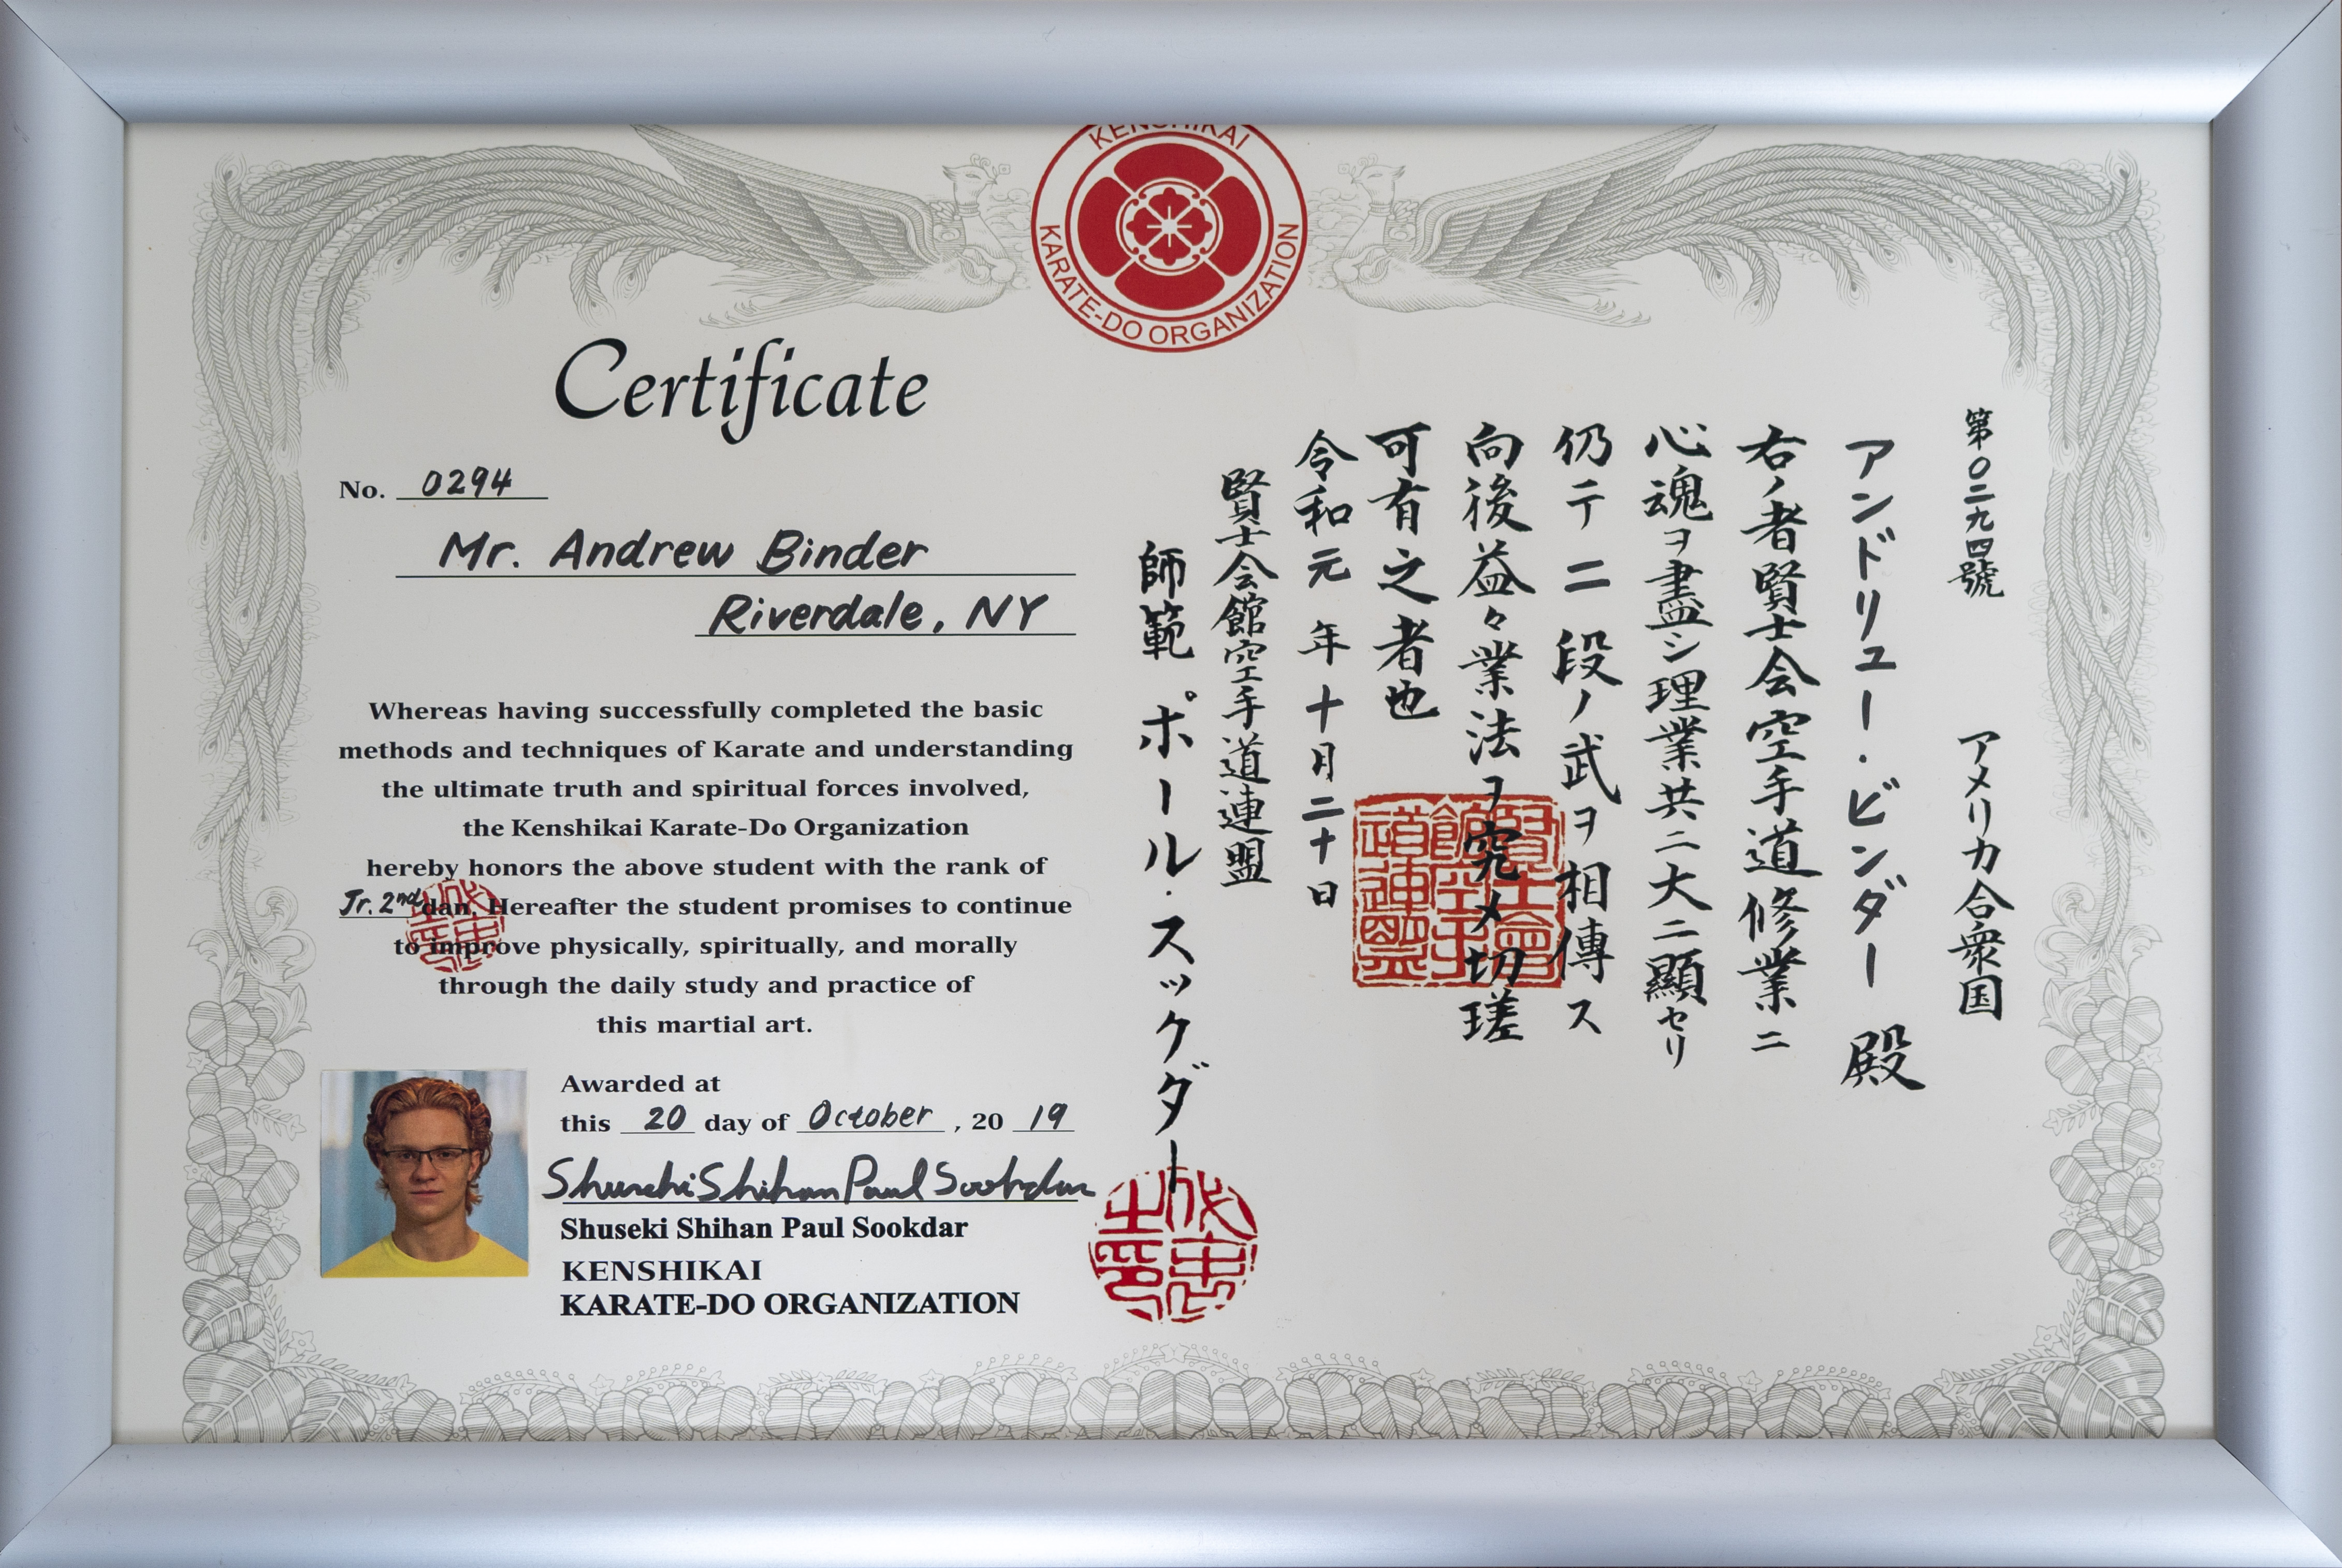 KENSHIKAI
KARATE-DO ORGANIZATION
Certificate
No. 0294
Mr. Andrew Binder
Riverdale, NY
Whereas having successfully completed the basic
methods and techniques of Karate and understanding
the ultimate truth and spiritual forces involved,
the Kenshikai Karate-Do Organization
hereby honors the above student with the rank of
Jr. 2nd dan. Hereafter the student promises to continue
to improve physically, spiritually, and morally
through the daily study and practice of
this martial art.
Awarded at
this 20 day of October, 20 19
Shuseki Shihan Paul Sookdar
Shuseki Shihan Paul Sookdar
KENSHIKAI
KARATE-DO ORGANIZATION
第〇二九四號 アメリカ合衆国
アンドリュー・ビンダー 殿
右ノ者賢士会空手道修業ニ
心魂ヲ盡シ理業共ニ大ニ顯セリ
仍テ二段ノ武ヲ相傳ス
向後益々業法ヲ究メ切瑳
可有之者也
令和元年十月二十日
賢士会館空手道連盟
師範 ポール・スックダー